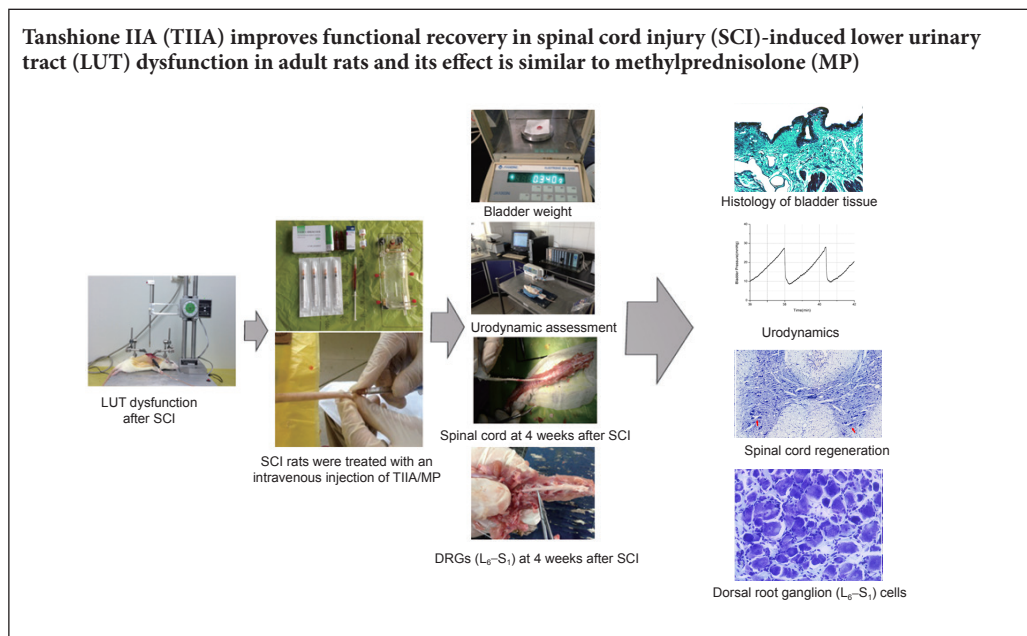 Tanshione IIA (TIIA) improves functional recovery in spinal cord injury (SCI)-induced lower urinary
tract (LUT) dysfunction in adult rats and its effect is similar to methylprednisolone (MP)
LUT dysfunction
after SCI
SCI rats were treated with an
intravenous injection of TIIA/MP
Bladder weight
Urodynamic assessment
Spinal cord at 4 weeks after SCI
DRGs (L₆–S₁) at 4 weeks after SCI
Histology of bladder tissue
Urodynamics
Spinal cord regeneration
Dorsal root ganglion (L₆–S₁) cells